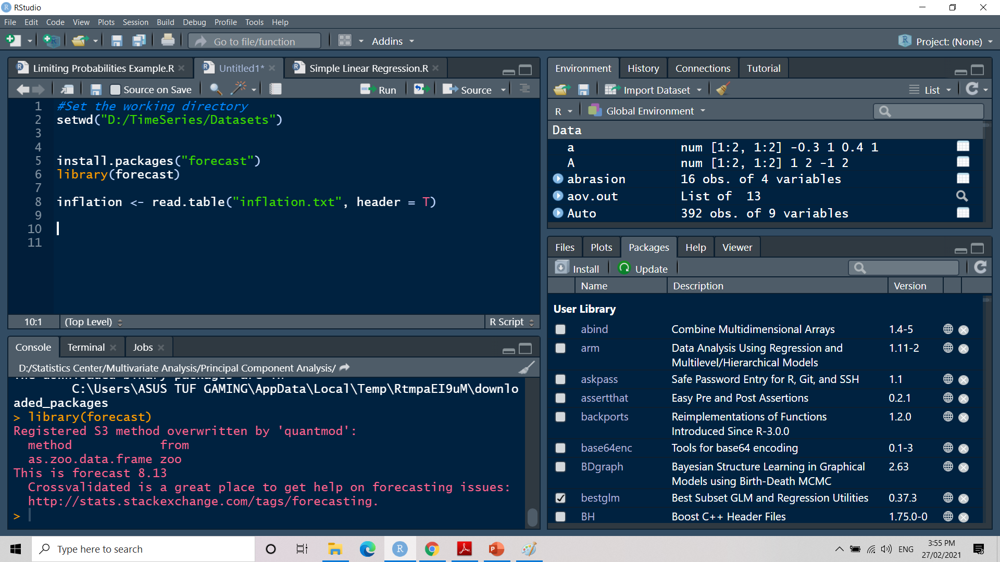 RStudio
File Edit Code View Plots Session Build Debug Profile Tools Help
Go to file/function Addins Project: (None)
Limiting Probabilities Example.R Untitled1* Simple Linear Regression.R
Source on Save Run Source
1 #Set the working directory
2 setwd("D:/TimeSeries/Datasets")
3
4
5 install.packages("forecast")
6 library(forecast)
7
8 inflation <- read.table("inflation.txt", header = T)
9
10
11
10:1 (Top Level) R Script
Console Terminal Jobs
D:/Statistics Center/Multivariate Analysis/Principal Component Analysis/
The downloaded binary packages are in
C:\Users\ASUS TUF GAMING\AppData\Local\Temp\RtmpaEI9uM\downlo
aded_packages
> library(forecast)
Registered S3 method overwritten by 'quantmod':
method from
as.zoo.data.frame zoo
This is forecast 8.13
Crossvalidated is a great place to get help on forecasting issues:
http://stats.stackexchange.com/tags/forecasting.
>
Environment History Connections Tutorial
Import Dataset List
R Global Environment
Data
a num [1:2, 1:2] -0.3 1 0.4 1
A num [1:2, 1:2] 1 2 -1 2
abrasion 16 obs. of 4 variables
aov.out List of 13
Auto 392 obs. of 9 variables
Files Plots Packages Help Viewer
Install Update
Name Description Version
User Library
abind Combine Multidimensional Arrays 1.4-5
arm Data Analysis Using Regression and 1.11-2
Multilevel/Hierarchical Models
askpass Safe Password Entry for R, Git, and SSH 1.1
assertthat Easy Pre and Post Assertions 0.2.1
backports Reimplementations of Functions 1.2.0
Introduced Since R-3.0.0
base64enc Tools for base64 encoding 0.1-3
BDgraph Bayesian Structure Learning in Graphical 2.63
Models using Birth-Death MCMC
bestglm Best Subset GLM and Regression Utilities 0.37.3
BH Boost C++ Header Files 1.75.0-0
Type here to search
ENG
3:55 PM
27/02/2021